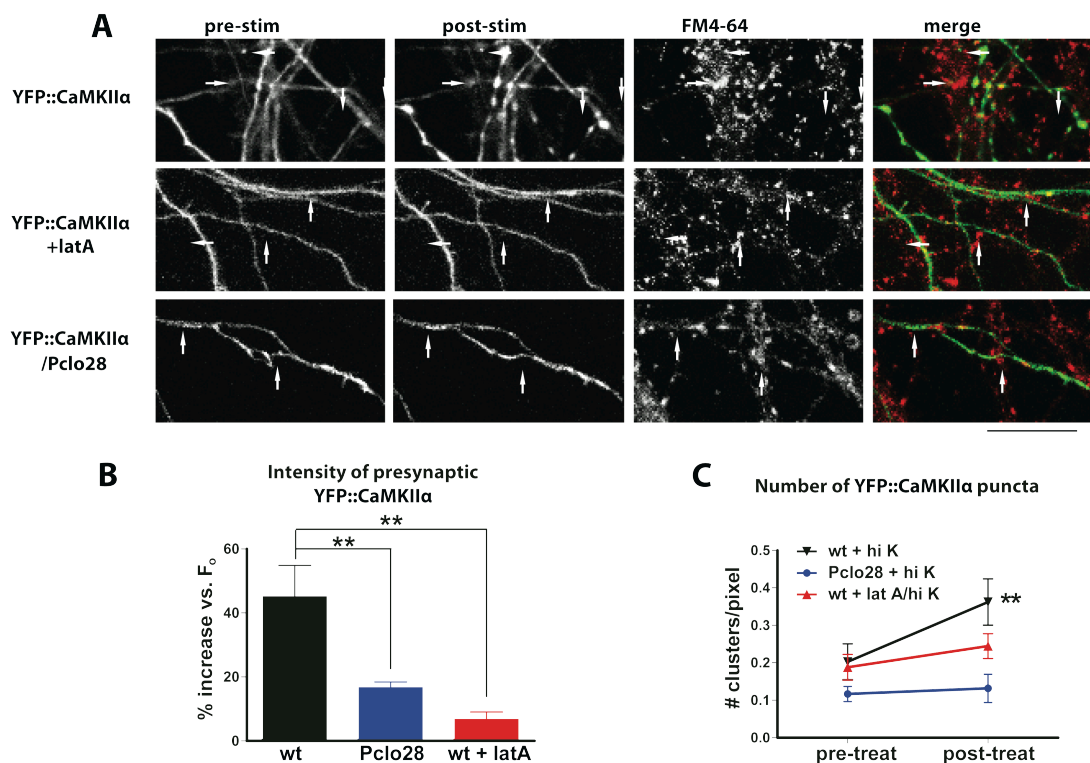 A
pre-stim post-stim FM4-64 merge
YFP::CaMKIIα
YFP::CaMKIIα
+latA
YFP::CaMKIIα
/Pclo28
B
Intensity of presynaptic
YFP::CaMKIIα
% increase vs. Fo
60
40
20
0
**
**
wt Pclo28 wt + latA
C
Number of YFP::CaMKIIα puncta
# clusters/pixel
0.5
0.4
0.3
0.2
0.1
0.0
wt + hi K
Pclo28 + hi K
wt + lat A/hi K
**
pre-treat post-treat